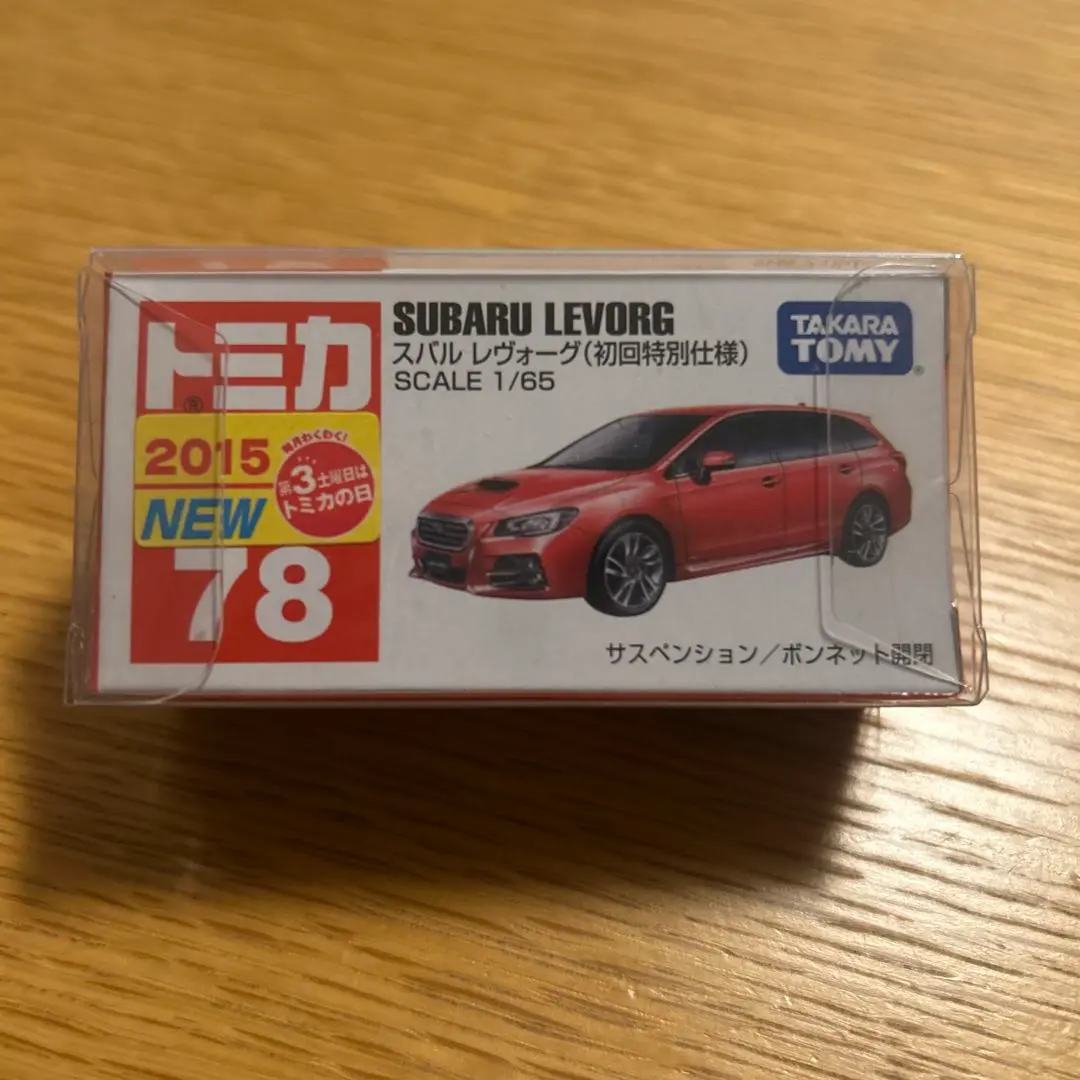 トミカ®
2015
NEW
毎月わくわく!
第3土曜日は
トミカの日
78
SUBARU LEVORG
スバル レヴォーグ(初回特別仕様)
SCALE 1/65
TAKARA
TOMY®
サスペンション/ボンネット開閉